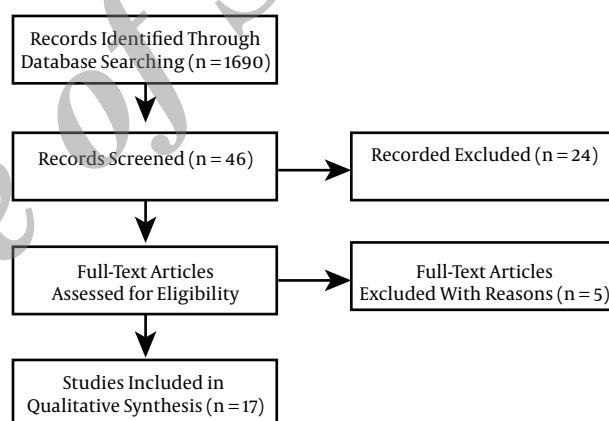 Records Identified Through
Database Searching (n = 1690)
Records Screened (n = 46)
Recorded Excluded (n = 24)
Full-Text Articles
Assessed for Eligibility
Full-Text Articles
Excluded With Reasons (n = 5)
Studies Included in
Qualitative Synthesis (n = 17)
e of S